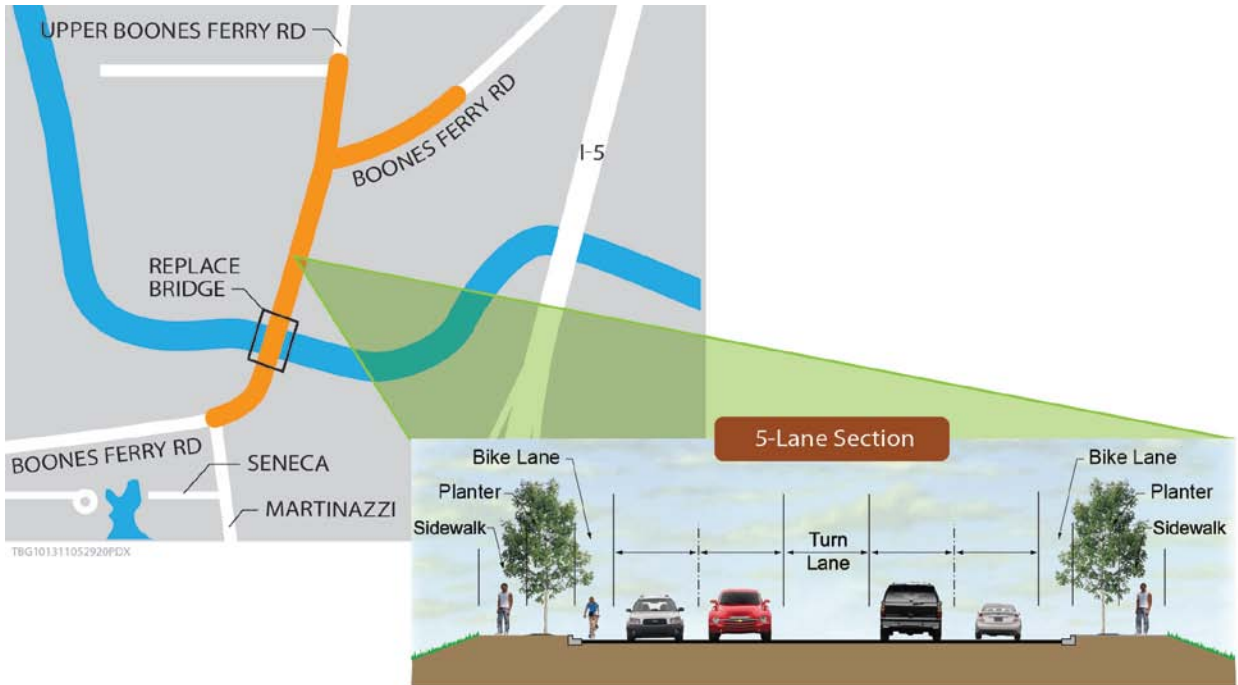 UPPER BOONES FERRY RD
BOONES FERRY RD
I-5
REPLACE
BRIDGE
BOONES FERRY RD
SENECA
MARTINAZZI
TBG101311052920PDX
5-Lane Section
Bike Lane
Planter
Sidewalk
Turn
Lane
Bike Lane
Planter
Sidewalk